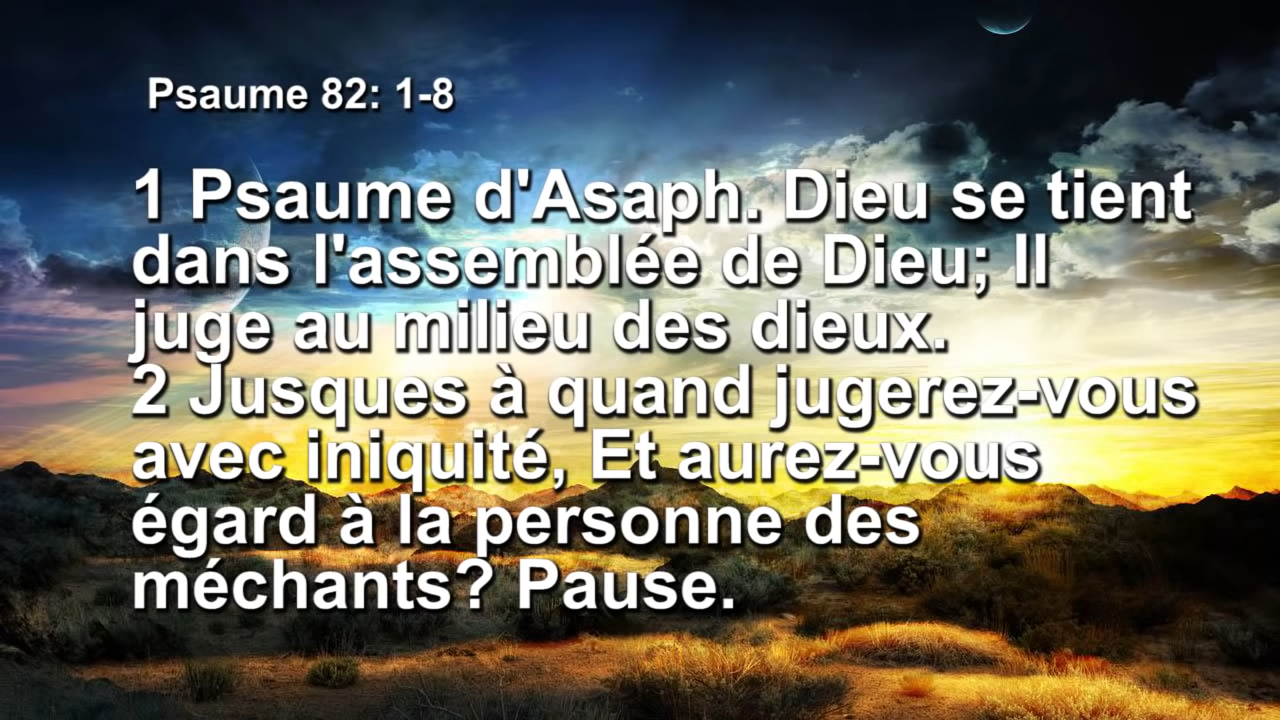 Psaume 82: 1-8
1 Psaume d'Asaph. Dieu se tient
dans l'assemblée de Dieu; Il
juge au milieu des dieux.
2 Jusques à quand jugerez-vous
avec iniquité, Et aurez-vous
égard à la personne des
méchants? Pause.